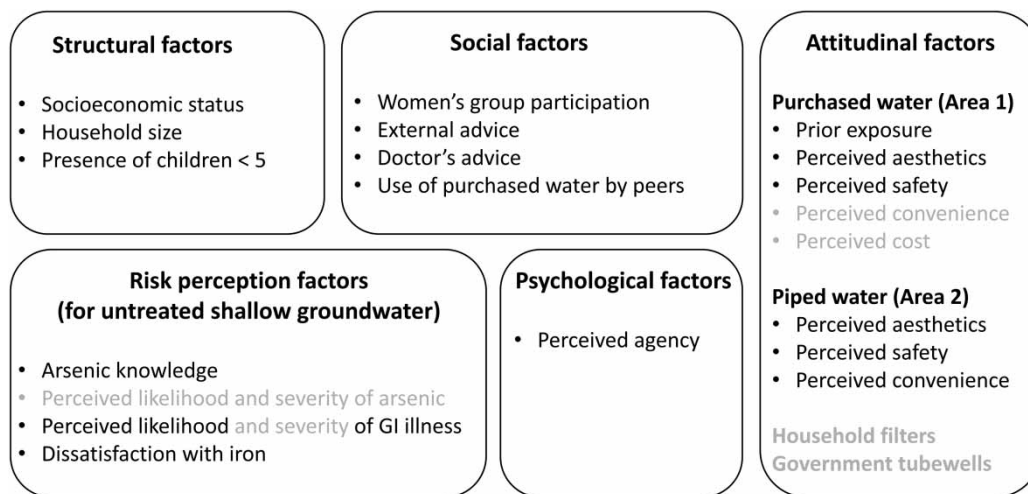 Structural factors
• Socioeconomic status
• Household size
• Presence of children < 5
Social factors
• Women’s group participation
• External advice
• Doctor’s advice
• Use of purchased water by peers
Attitudinal factors
Purchased water (Area 1)
• Prior exposure
• Perceived aesthetics
• Perceived safety
• Perceived convenience
• Perceived cost
Piped water (Area 2)
• Perceived aesthetics
• Perceived safety
• Perceived convenience
Household filters
Government tubewells
Risk perception factors
(for untreated shallow groundwater)
• Arsenic knowledge
• Perceived likelihood and severity of arsenic
• Perceived likelihood and severity of GI illness
• Dissatisfaction with iron
Psychological factors
• Perceived agency